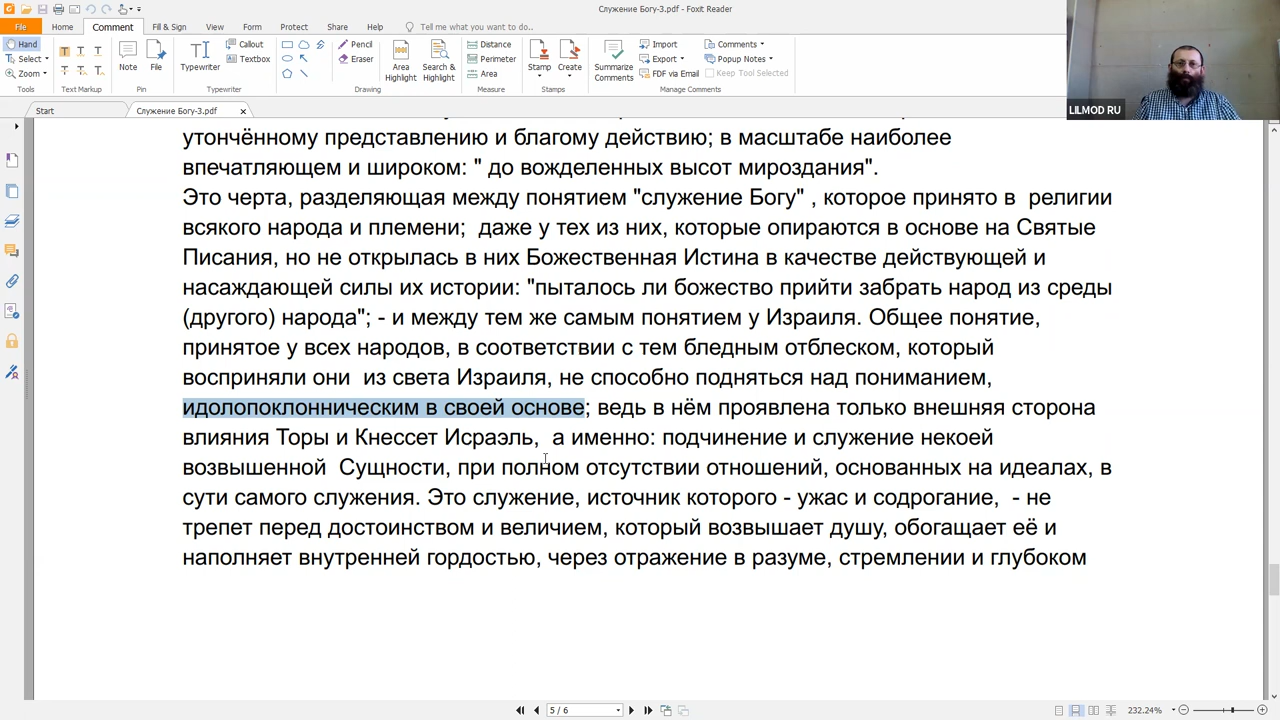 Служение Богу-3.pdf - Foxit Reader
File Home Comment Fill & Sign View Form Protect Share Help Tell me what you want to do..
Hand
Select
Zoom
Tools
Text Markup
Note
File
Pin
Typewriter
Callout
Textbox
Typewriter
Pencil
Eraser
Drawing
Area Highlight
Search & Highlight
Distance
Perimeter
Area
Measure
Stamp
Create
Stamps
Summarize Comments
Import
Export
FDF via Email
Comments
Popup Notes
Keep Tool Selected
Manage Comments
LILMOD RU
Start
Служение Богу-3.pdf
утончённому представлению и благому действию; в масштабе наиболее
впечатляющем и широком: " до вожделенных высот мироздания".
Это черта, разделяющая между понятием "служение Богу" , которое принято в религии
всякого народа и племени; даже у тех из них, которые опираются в основе на Святые
Писания, но не открылась в них Божественная Истина в качестве действующей и
насаждающей силы их истории: "пыталось ли божество прийти забрать народ из среды
(другого) народа"; - и между тем же самым понятием у Израиля. Общее понятие,
принятое у всех народов, в соответствии с тем бледным отблеском, который
восприняли они из света Израиля, не способно подняться над пониманием,
идолопоклонническим в своей основе; ведь в нём проявлена только внешняя сторона
влияния Торы и Кнессет Исраэль, а именно: подчинение и служение некоей
возвышенной Сущности, при полном отсутствии отношений, основанных на идеалах, в
сути самого служения. Это служение, источник которого - ужас и содрогание, - не
трепет перед достоинством и величием, который возвышает душу, обогащает её и
наполняет внутренней гордостью, через отражение в разуме, стремлении и глубоком
5 / 6
232.24%